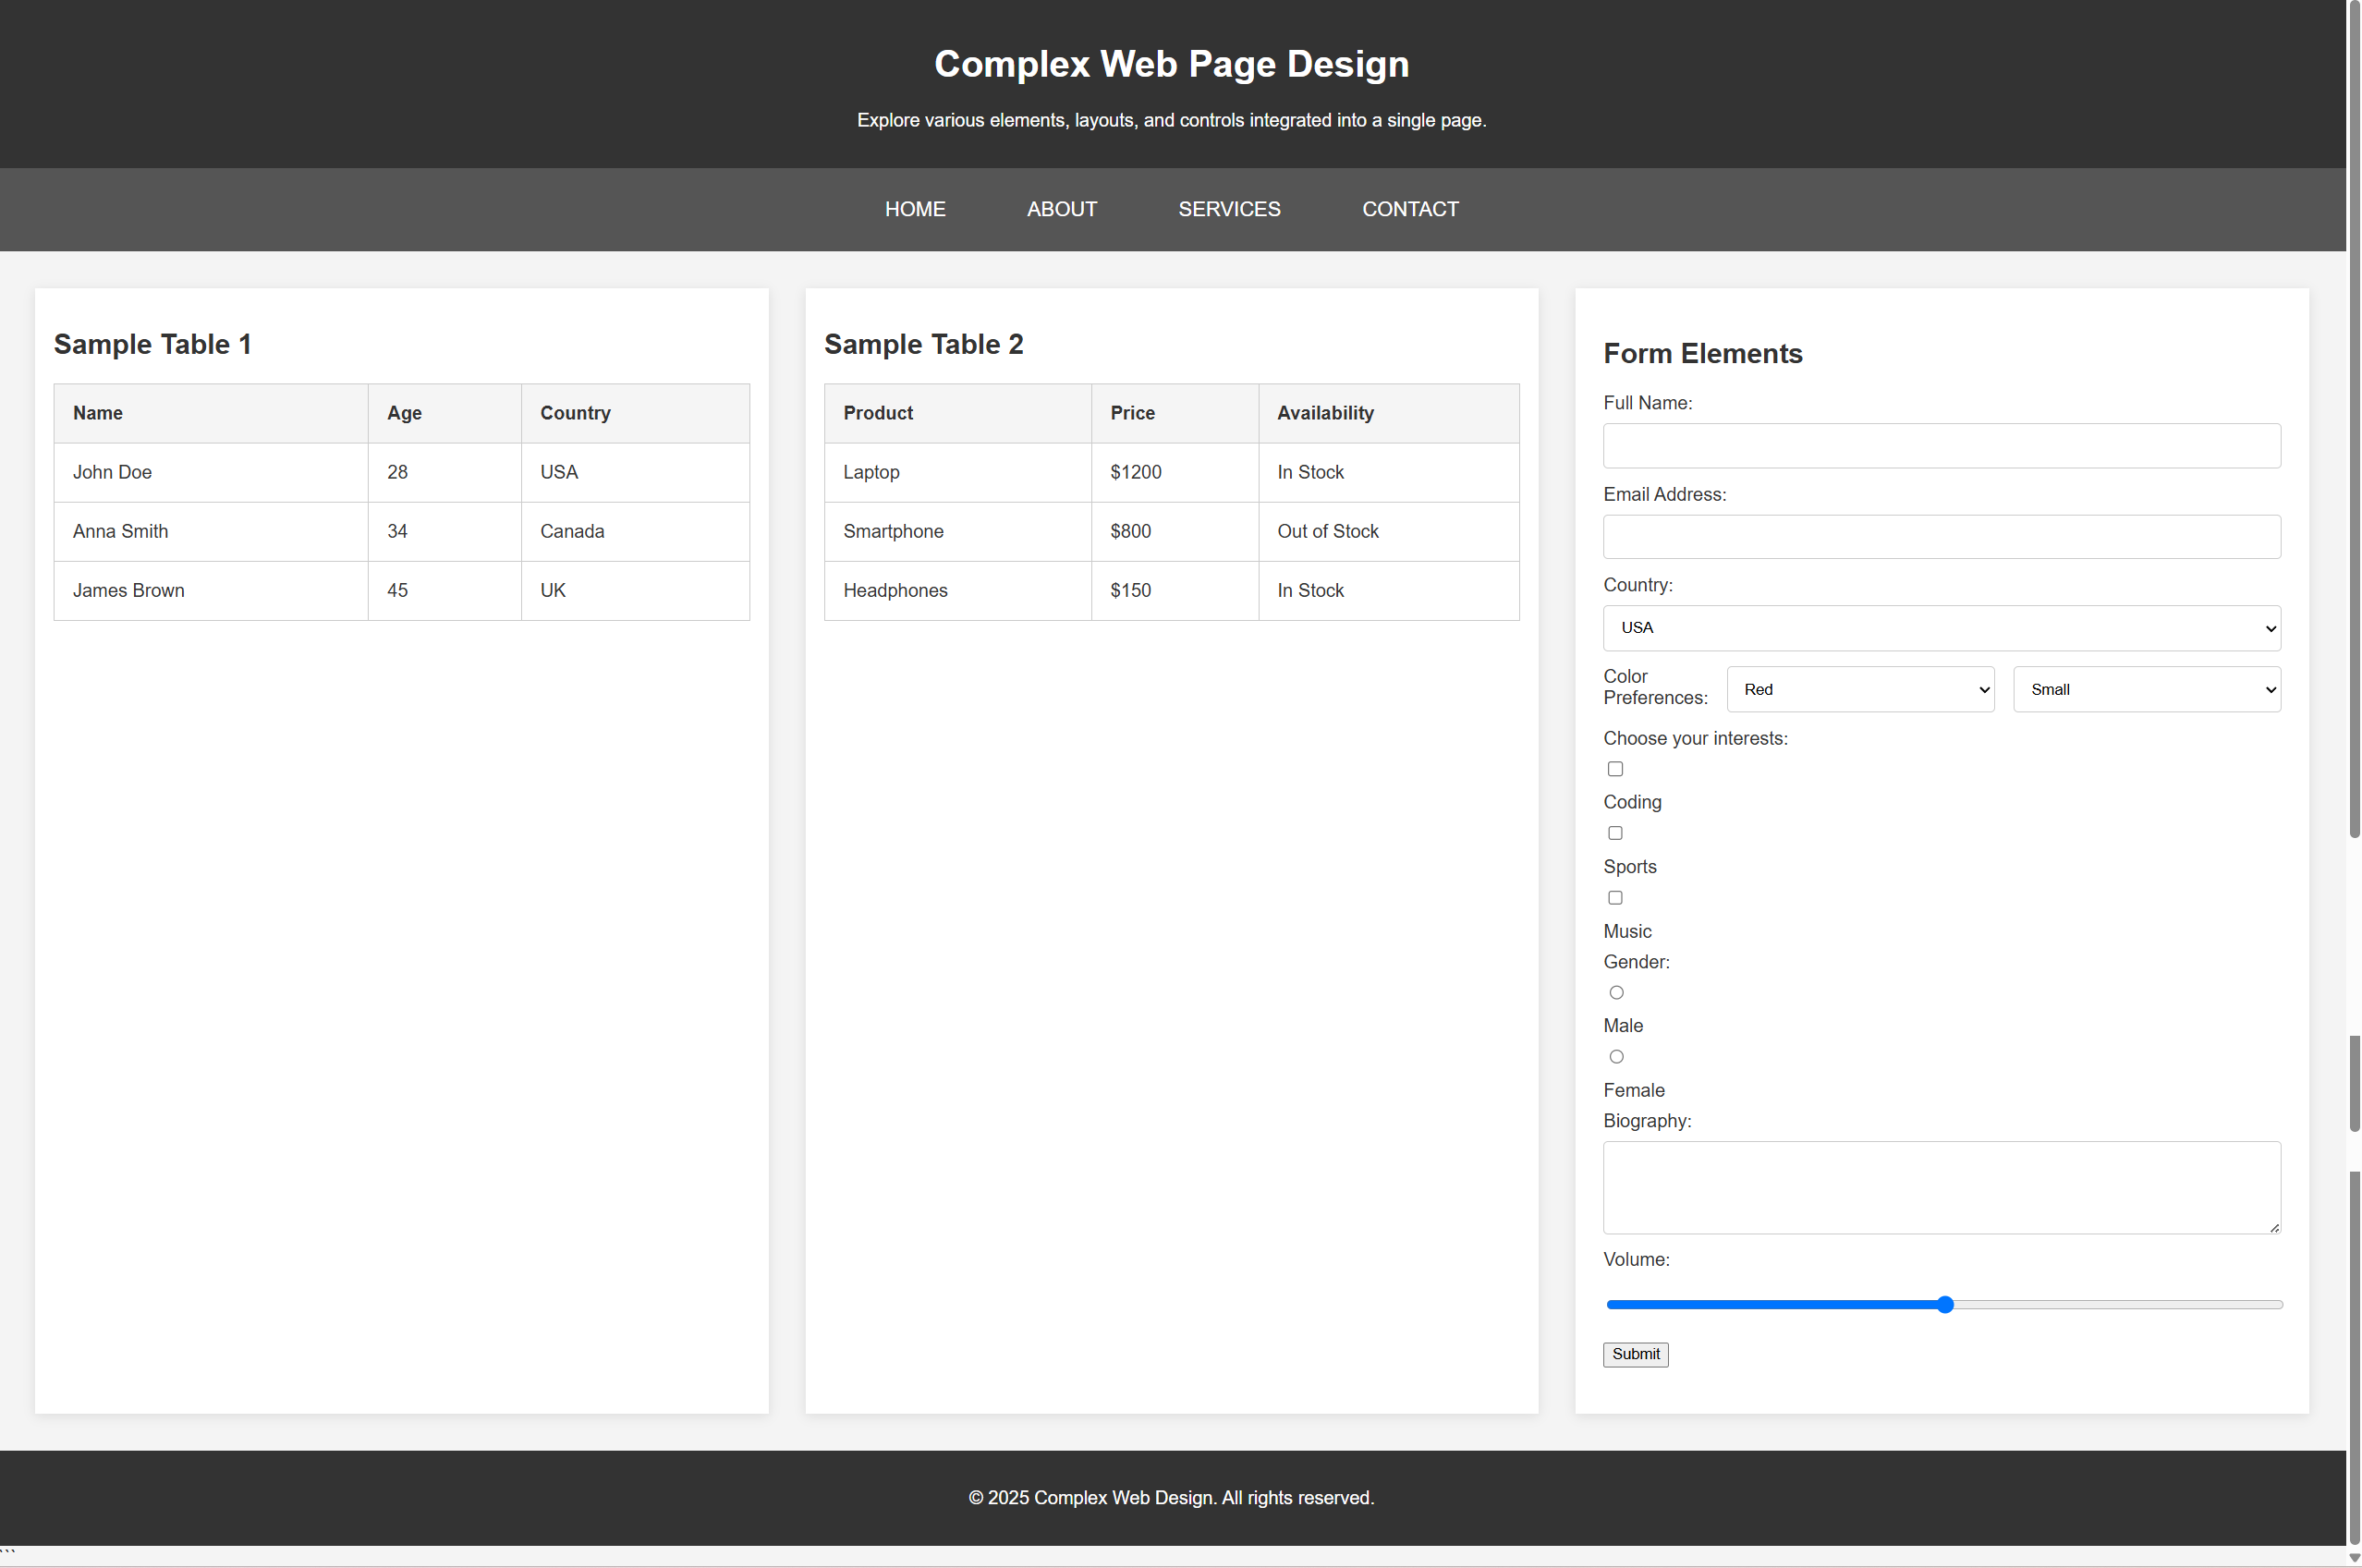 Complex Web Page Design
Explore various elements, layouts, and controls integrated into a single page.
HOME ABOUT SERVICES CONTACT
Sample Table 1
Name Age Country
John Doe 28 USA
Anna Smith 34 Canada
James Brown 45 UK
Sample Table 2
Product Price Availability
Laptop $1200 In Stock
Smartphone $800 Out of Stock
Headphones $150 In Stock
Form Elements
Full Name:
Email Address:
Country:
USA
Color
Preferences:
Red
Small
Choose your interests:
Coding
Sports
Music
Gender:
Male
Female
Biography:
Volume:
Submit
© 2025 Complex Web Design. All rights reserved.
```